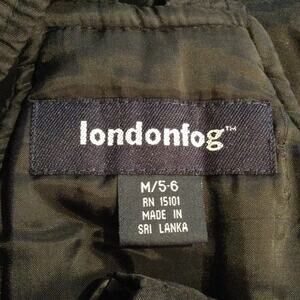 londonfog™
M/5-6
RN 15101
MADE IN
SRI LANKA